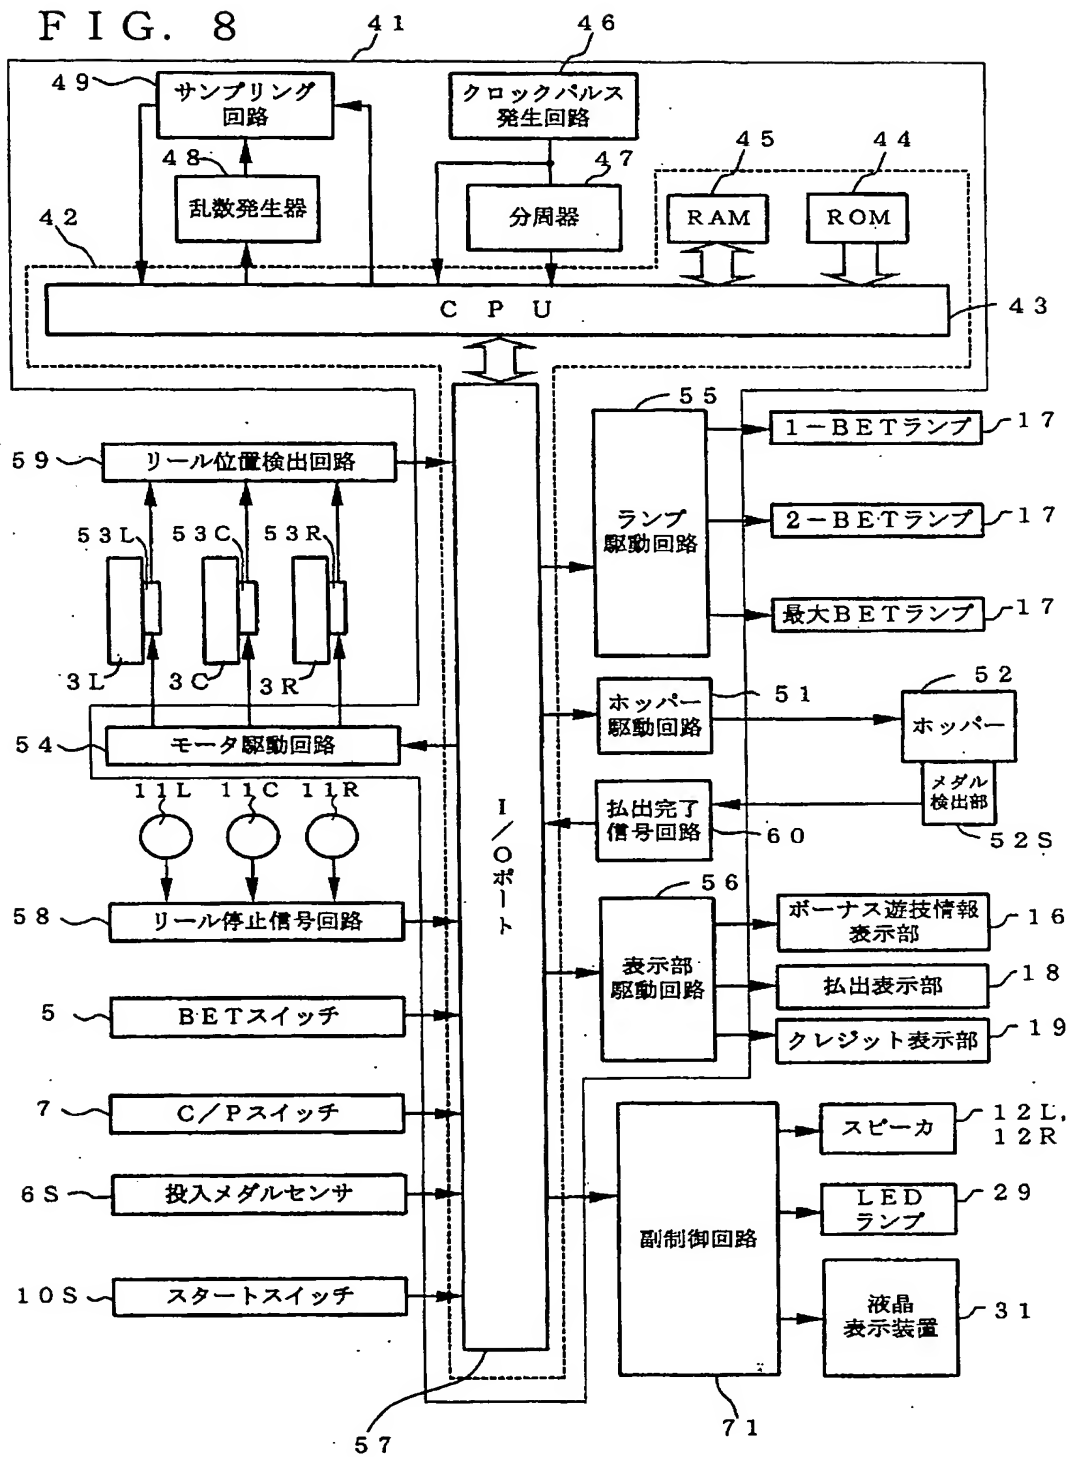 FIG. 8
41
46
49
サンプリング
回路
クロックパルス
発生回路
48
47
45
44
乱数発生器
分周器
RAM
ROM
42
CPU
43
55
1-BETランプ
17
59
リール位置検出回路
ランプ
駆動回路
53L
53C
53R
2-BETランプ
17
最大BETランプ
17
3L
3C
3R
ホッパー
駆動回路
51
52
ホッパー
54
モータ駆動回路
メダル
検出部
52S
11L
11C
11R
I/Oポート
払出完了
信号回路
60
56
58
リール停止信号回路
ボーナス遊技情報
表示部
16
表示部
駆動回路
払出表示部
18
5
BETスイッチ
クレジット表示部
19
7
C/Pスイッチ
スピーカ
12L,
12R
6S
投入メダルセンサ
LED
ランプ
29
副制御回路
10S
スタートスイッチ
液晶
表示装置
31
57
71